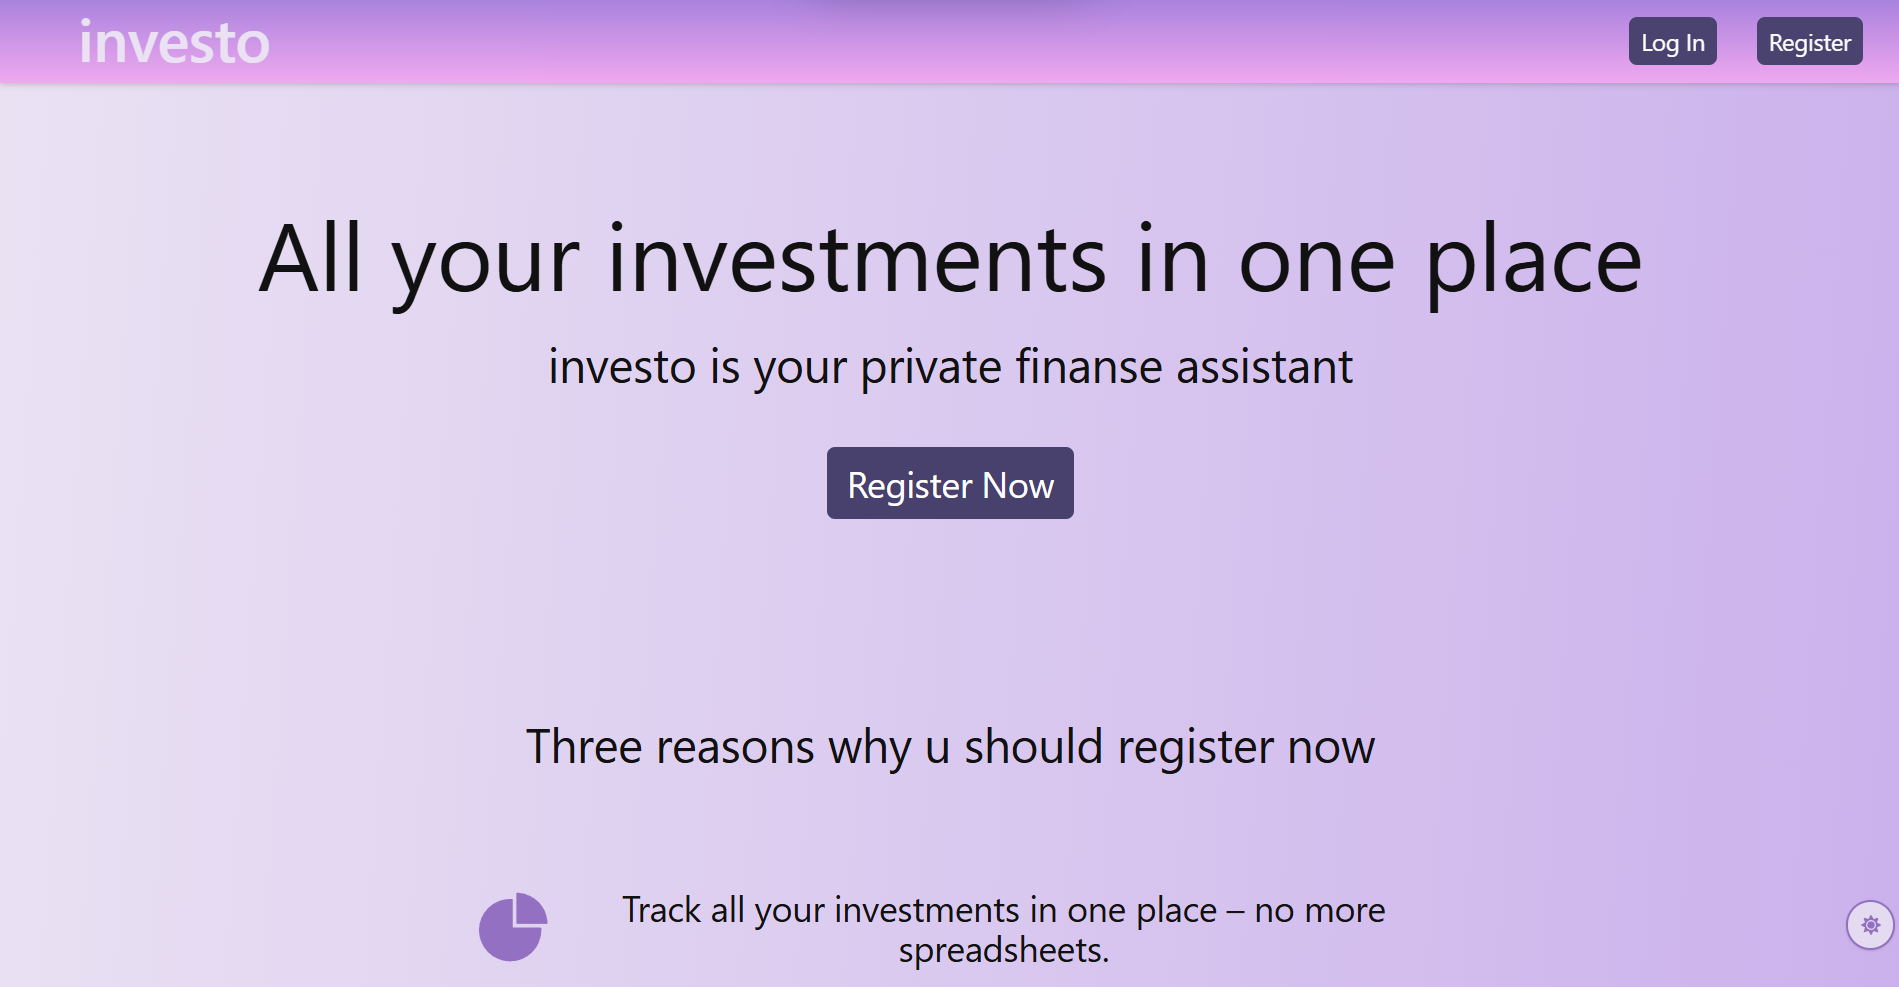 investo
Log In
Register
All your investments in one place
investo is your private finanse assistant
Register Now
Three reasons why u should register now
Track all your investments in one place – no more
spreadsheets.